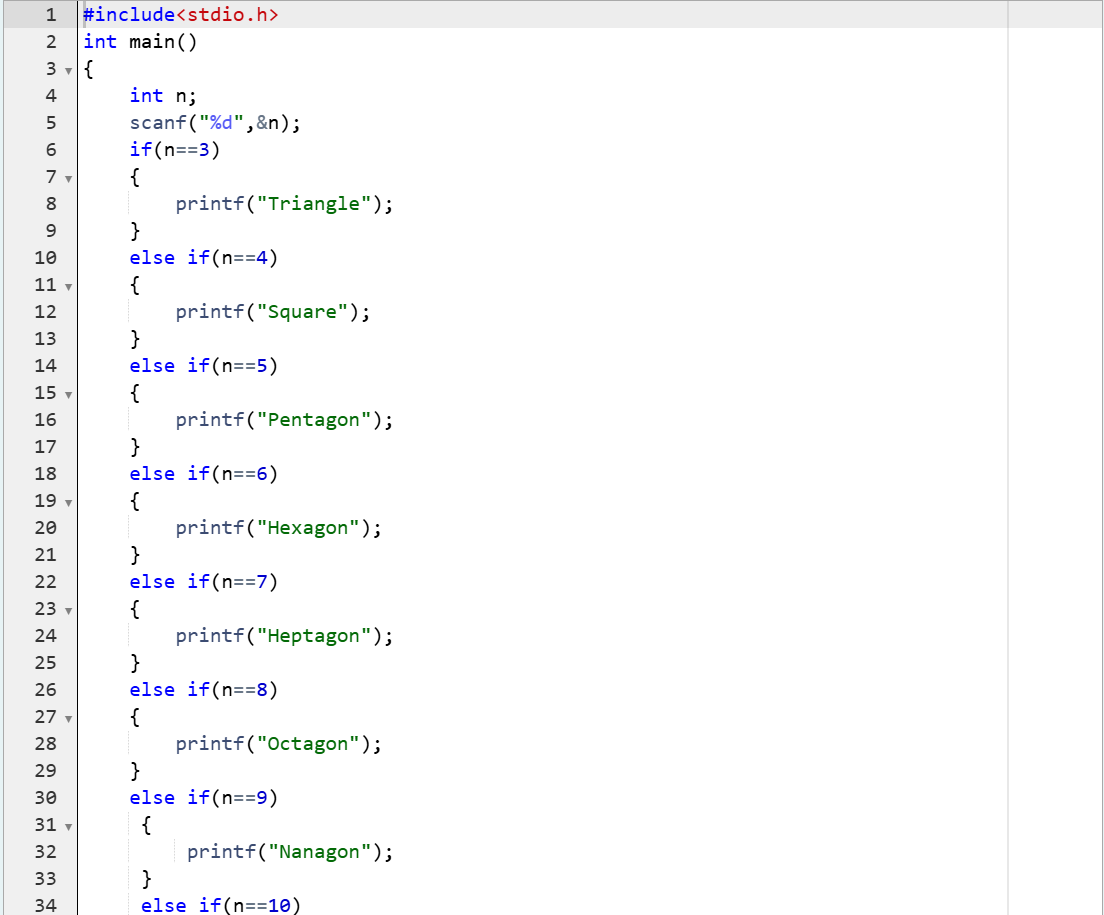 1 #include<stdio.h>
2 int main()
3 {
4     int n;
5     scanf("%d",&n);
6     if(n==3)
7     {
8         printf("Triangle");
9     }
10     else if(n==4)
11     {
12         printf("Square");
13     }
14     else if(n==5)
15     {
16         printf("Pentagon");
17     }
18     else if(n==6)
19     {
20         printf("Hexagon");
21     }
22     else if(n==7)
23     {
24         printf("Heptagon");
25     }
26     else if(n==8)
27     {
28         printf("Octagon");
29     }
30     else if(n==9)
31      {
32          printf("Nanagon");
33      }
34      else if(n==10)